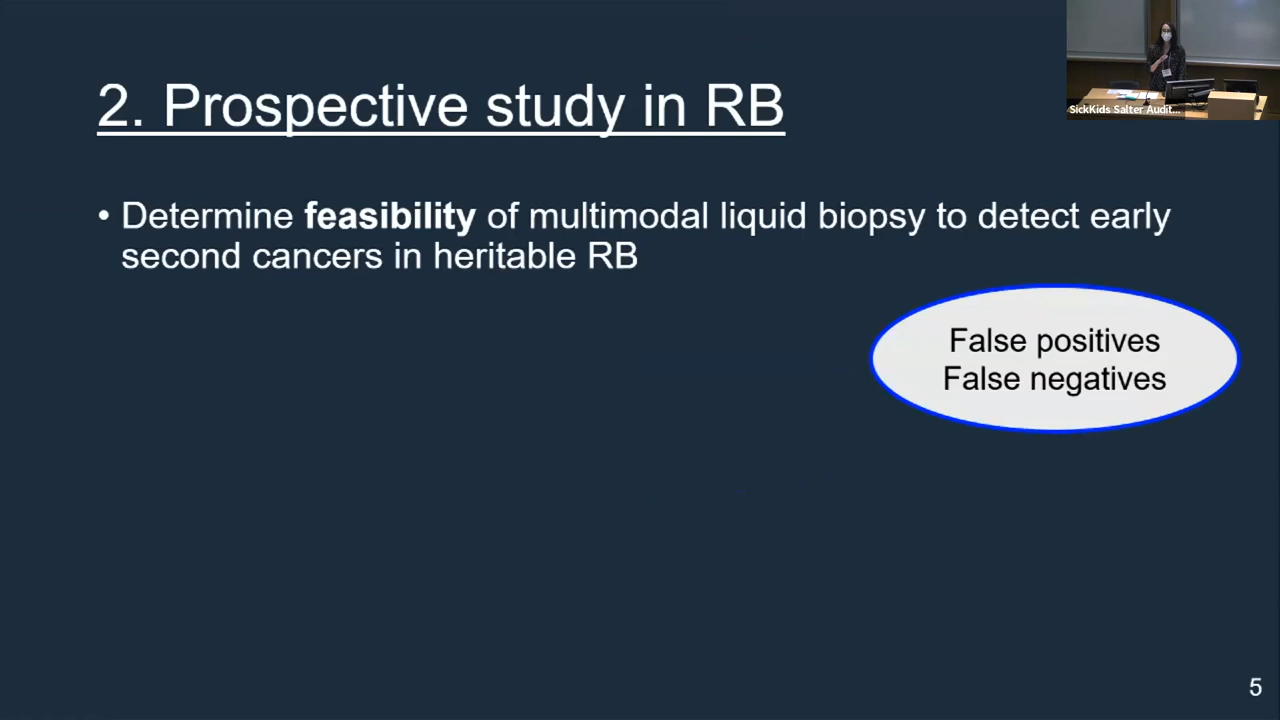 SickKids Salter Audit...
2. Prospective study in RB
• Determine feasibility of multimodal liquid biopsy to detect early
second cancers in heritable RB
False positives
False negatives
5